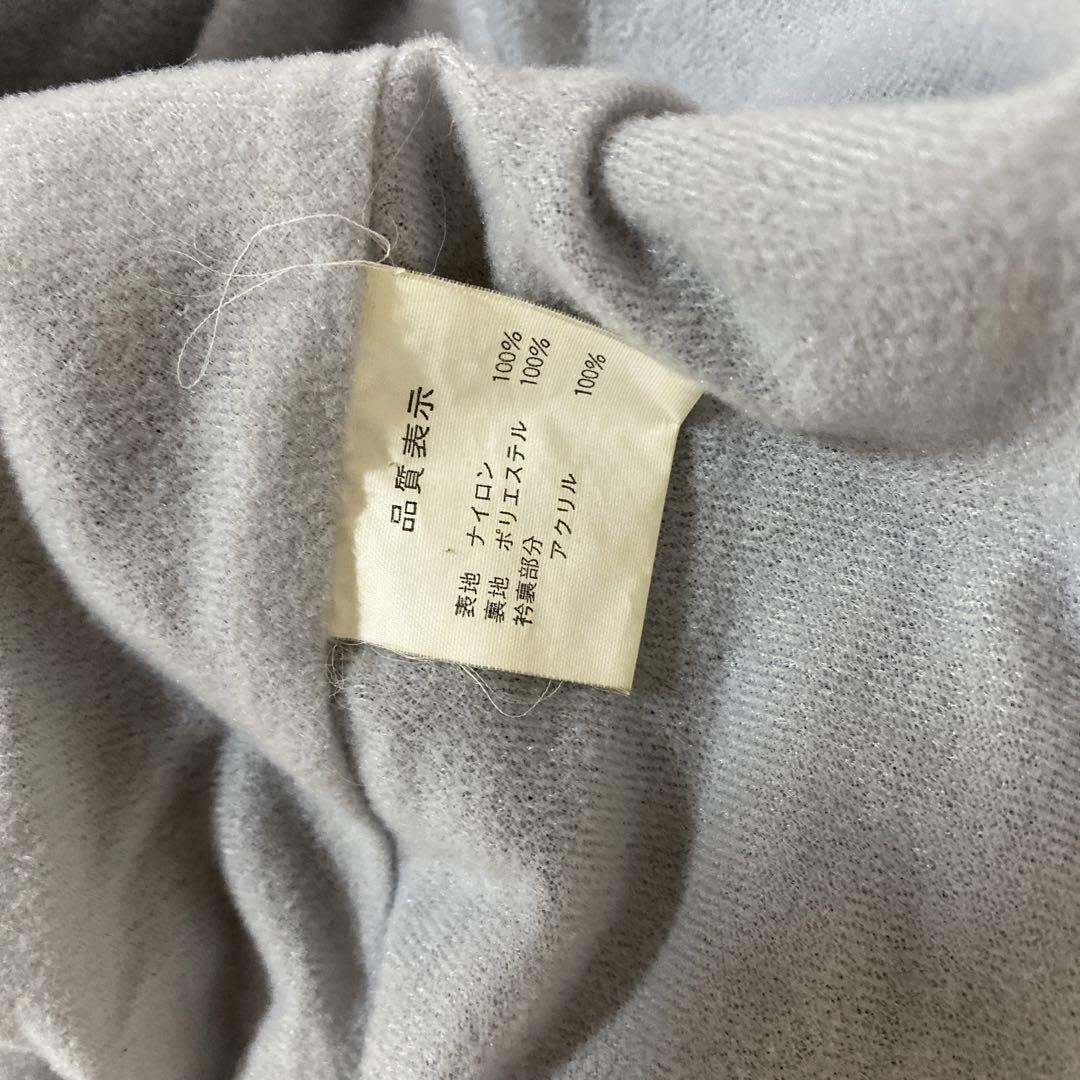 品質表示
表地 ナイロン 100%
裏地 ポリエステル 100%
衿裏部分
アクリル 100%